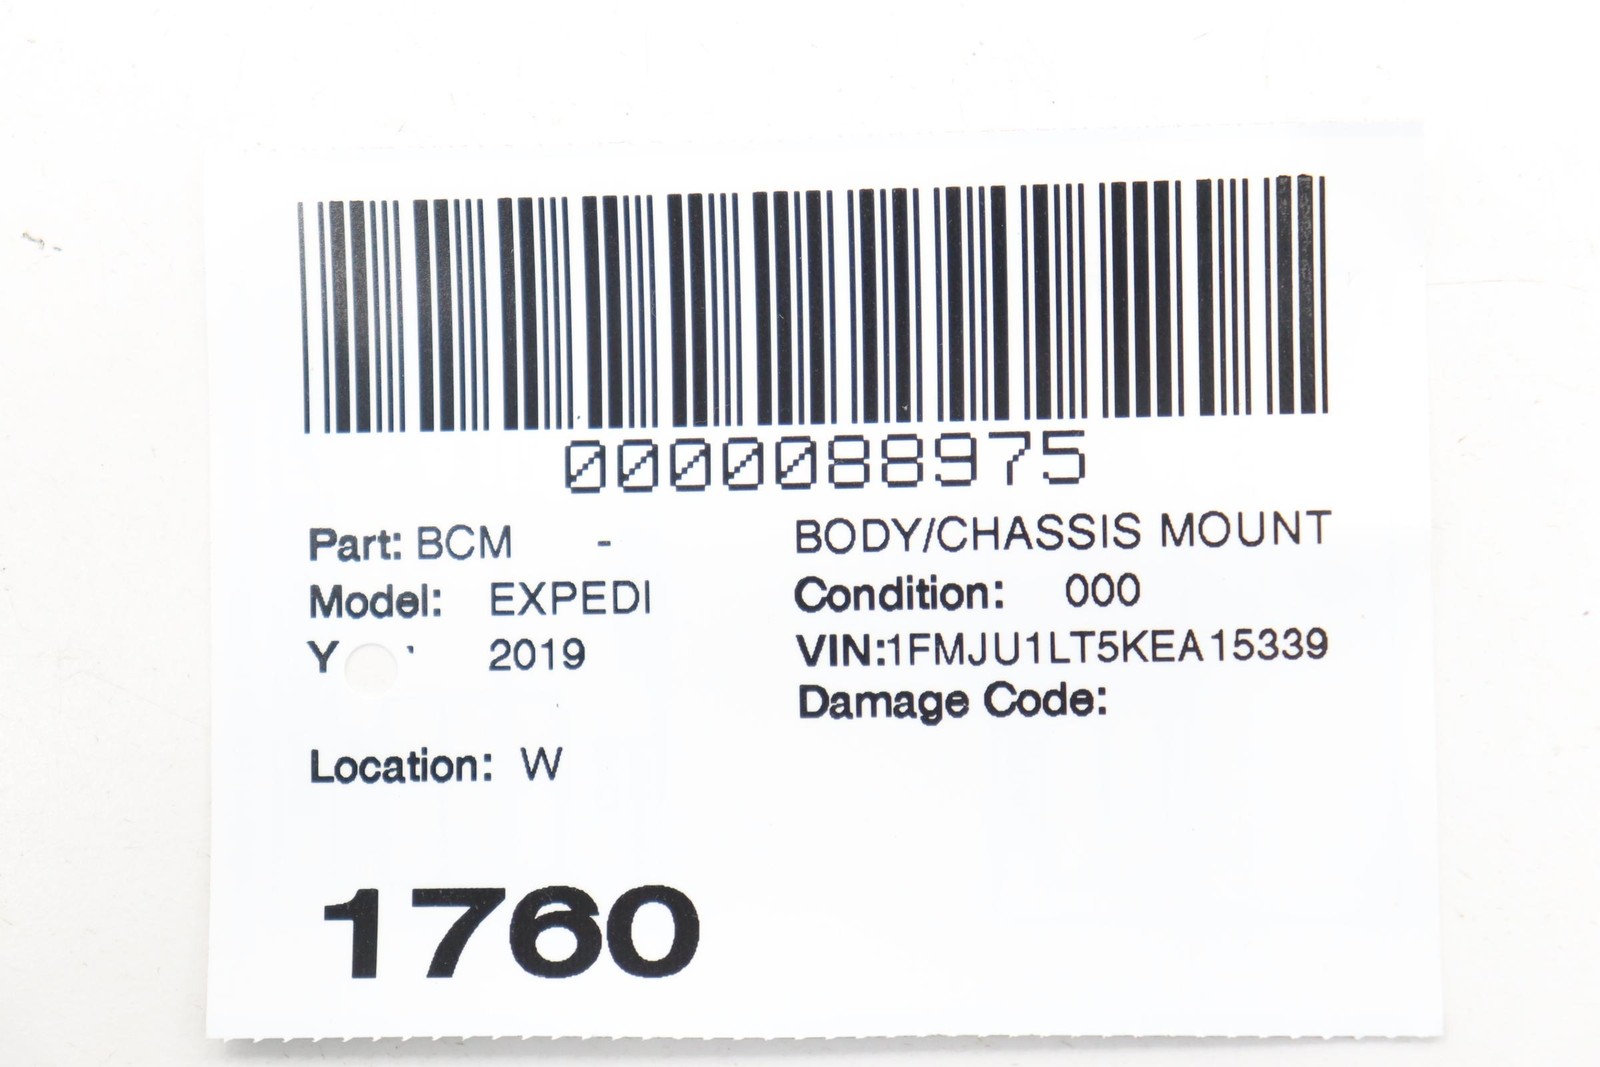 0000088975
Part: BCM - BODY/CHASSIS MOUNT
Model: EXPEDI Condition: 000
Y 2019 VIN:1FMJU1LT5KEA15339
Damage Code:
Location: W
1760